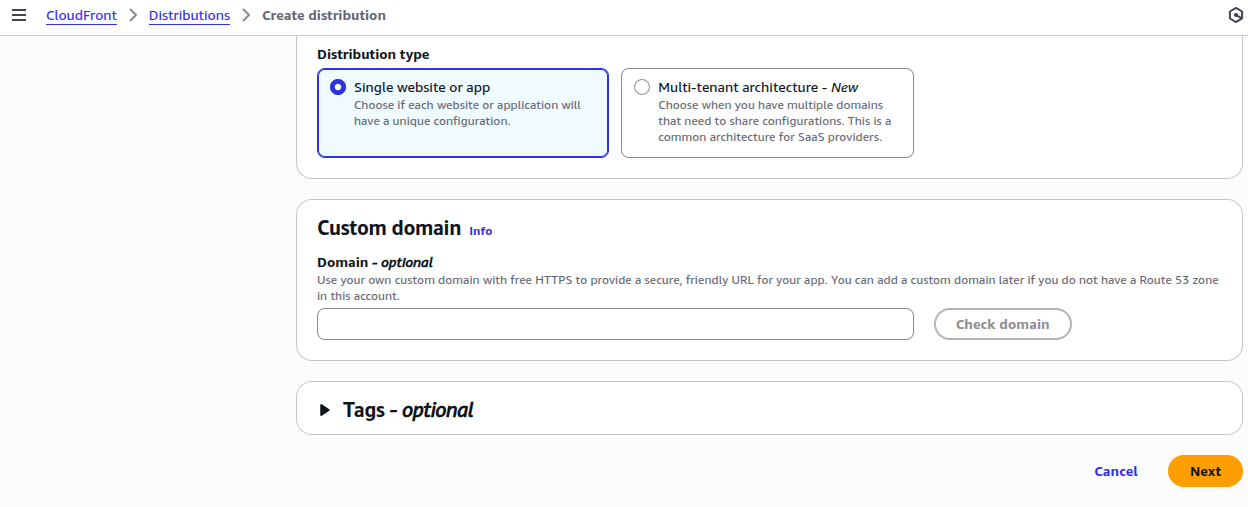 CloudFront > Distributions > Create distribution
Distribution type
Single website or app
Choose if each website or application will
have a unique configuration.
Multi-tenant architecture - New
Choose when you have multiple domains
that need to share configurations. This is a
common architecture for SaaS providers.
Custom domain Info
Domain - optional
Use your own custom domain with free HTTPS to provide a secure, friendly URL for your app. You can add a custom domain later if you do not have a Route 53 zone
in this account.
Check domain
Tags - optional
Cancel Next